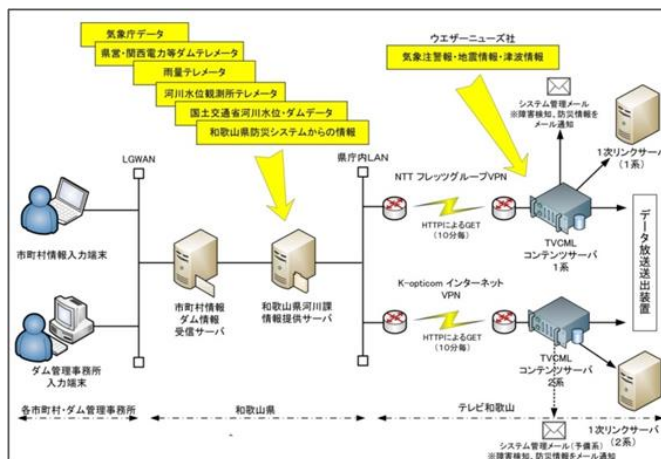 気象庁データ
県営・関西電力等ダムテレメータ
雨量テレメータ
河川水位観測所テレメータ
国土交通省河川水位・ダムデータ
和歌山県防災システムからの情報
ウエザーニューズ社
気象注警報・地震情報・津波情報
システム管理メール
※障害検知、防災情報を
メール通知
1次リンクサーバ
(1系)
LGWAN
県庁内LAN
NTT フレッツグループVPN
HTTPによるGET
(10分毎)
市町村情報入力端末
市町村情報
ダム情報
受信サーバ
和歌山県河川課
情報提供サーバ
TVCML
コンテンツサーバ
1系
データ放送送出装置
K-opticom インターネット
VPN
HTTPによるGET
(10分毎)
ダム管理事務所
入力端末
TVCML
コンテンツサーバ
2系
各市町村・ダム管理事務所
和歌山県
テレビ和歌山
1次リンクサーバ
(2系)
システム管理メール(予備系)
※障害検知、防災情報をメール通知